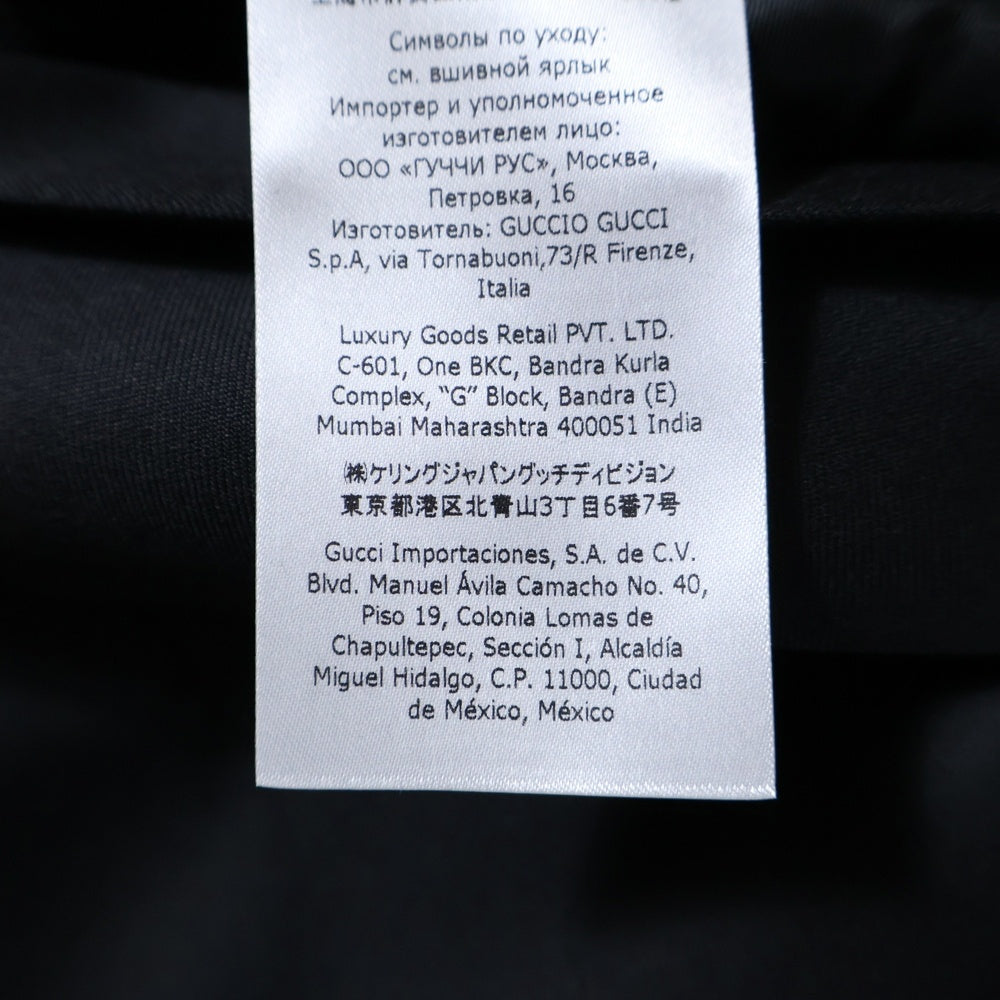 Символы по уходу:
см. вшивной ярлык
Импортер и уполномоченное
изготовителем лицо:
ООО «ГУЧЧИ РУС», Москва,
Петровка, 16
Изготовитель: GUCCIO GUCCI
S.p.A, via Tornabuoni,73/R Firenze,
Italia
Luxury Goods Retail PVT. LTD.
C-601, One BKC, Bandra Kurla
Complex, “G” Block, Bandra (E)
Mumbai Maharashtra 400051 India
㈱ケリングジャパングッチディビジョン
東京都港区北青山3丁目6番7号
Gucci Importaciones, S.A. de C.V.
Blvd. Manuel Ávila Camacho No. 40,
Piso 19, Colonia Lomas de
Chapultepec, Sección I, Alcaldía
Miguel Hidalgo, C.P. 11000, Ciudad
de México, México